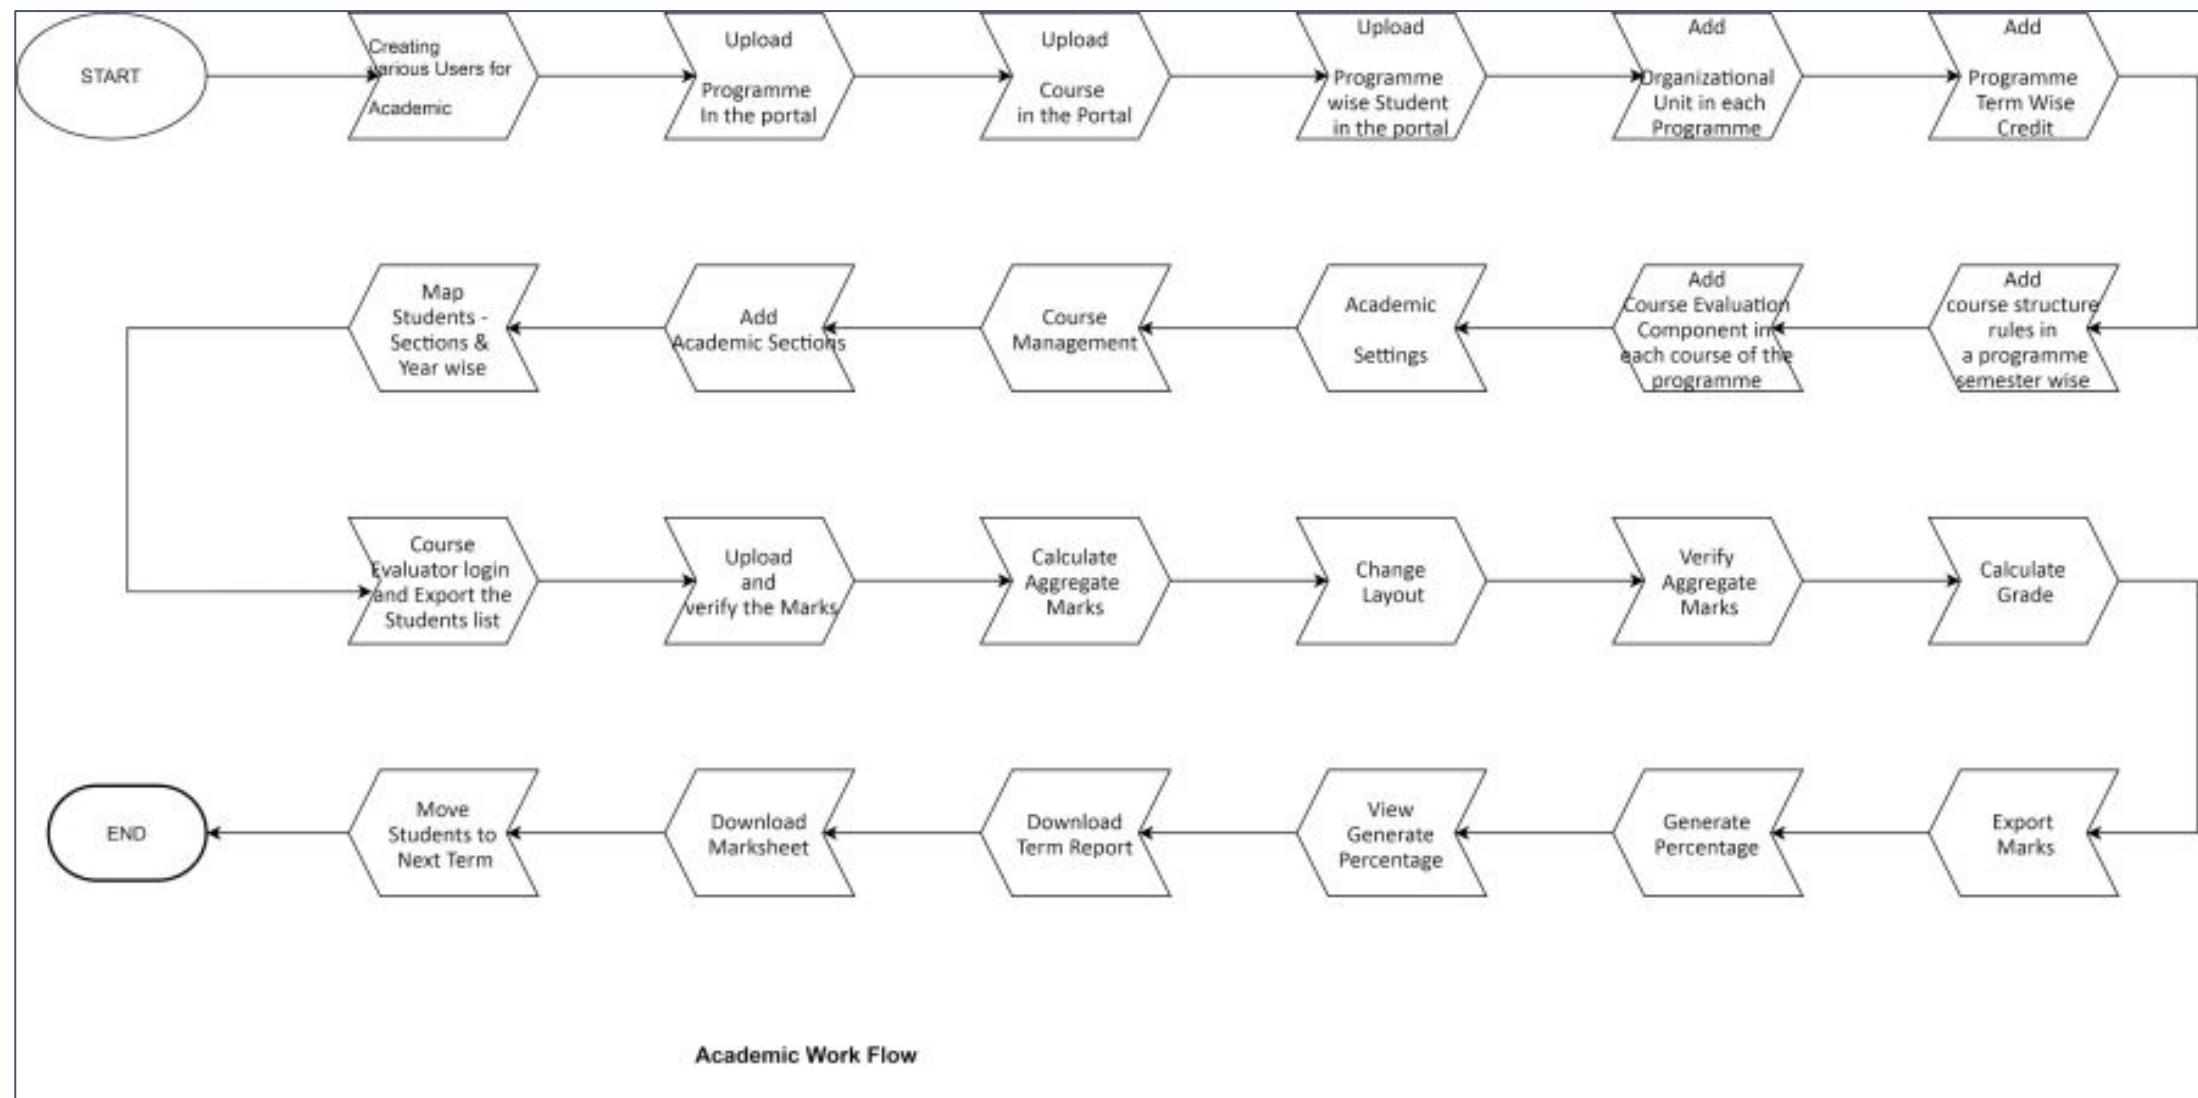 START
Creating
various Users for
Academic
Upload
Programme
In the portal
Upload
Course
in the Portal
Upload
Programme
wise Student
in the portal
Add
Organizational
Unit in each
Programme
Add
Programme
Term Wise
Credit
Add
course structure
rules in
a programme
semester wise
Add
Course Evaluation
Component in
each course of the
programme
Academic
Settings
Course
Management
Add
Academic Sections
Map
Students -
Sections &
Year wise
Course
Evaluator login
and Export the
Students list
Upload
and
verify the Marks
Calculate
Aggregate
Marks
Change
Layout
Verify
Aggregate
Marks
Calculate
Grade
Export
Marks
Generate
Percentage
View
Generate
Percentage
Download
Term Report
Download
Marksheet
Move
Students to
Next Term
END
Academic Work Flow